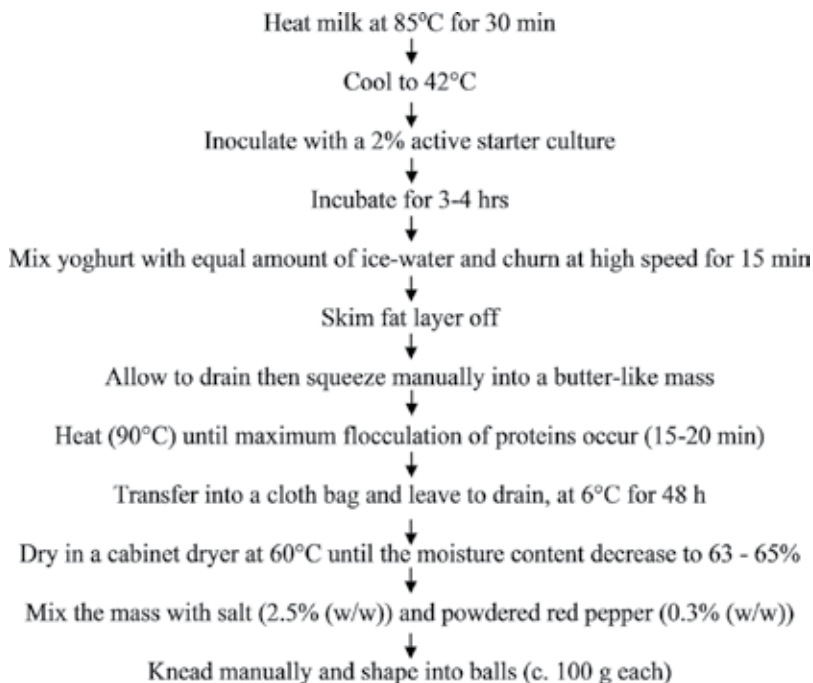 Heat milk at 85°C for 30 min
Cool to 42°C
Inoculate with a 2% active starter culture
Incubate for 3-4 hrs
Mix yoghurt with equal amount of ice-water and churn at high speed for 15 min
Skim fat layer off
Allow to drain then squeeze manually into a butter-like mass
Heat (90°C) until maximum flocculation of proteins occur (15-20 min)
Transfer into a cloth bag and leave to drain, at 6°C for 48 h
Dry in a cabinet dryer at 60°C until the moisture content decrease to 63 - 65%
Mix the mass with salt (2.5% (w/w)) and powdered red pepper (0.3% (w/w))
Knead manually and shape into balls (c. 100 g each)